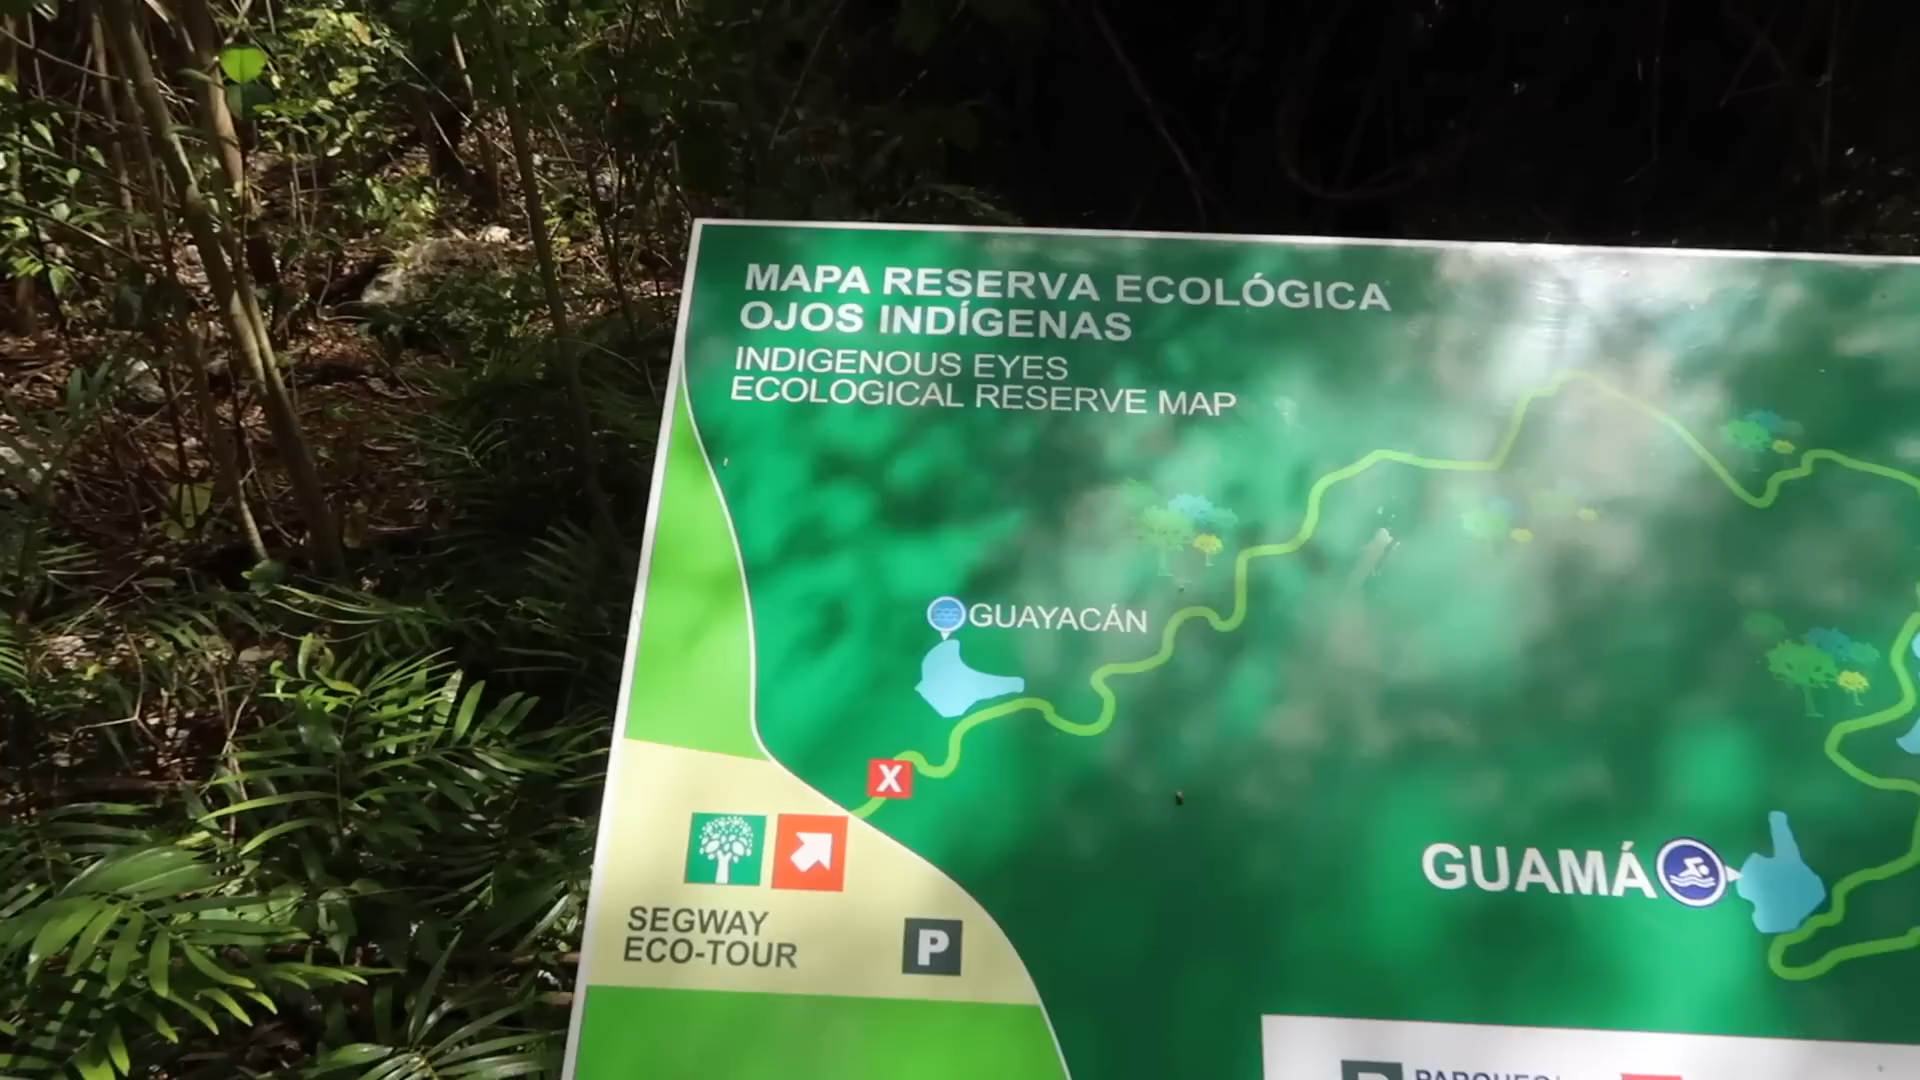 MAPA RESERVA ECOLÓGICA
OJOS INDÍGENAS
INDIGENOUS EYES
ECOLOGICAL RESERVE MAP
GUAYACÁN
X
GUAMÁ
SEGWAY
ECO-TOUR
P